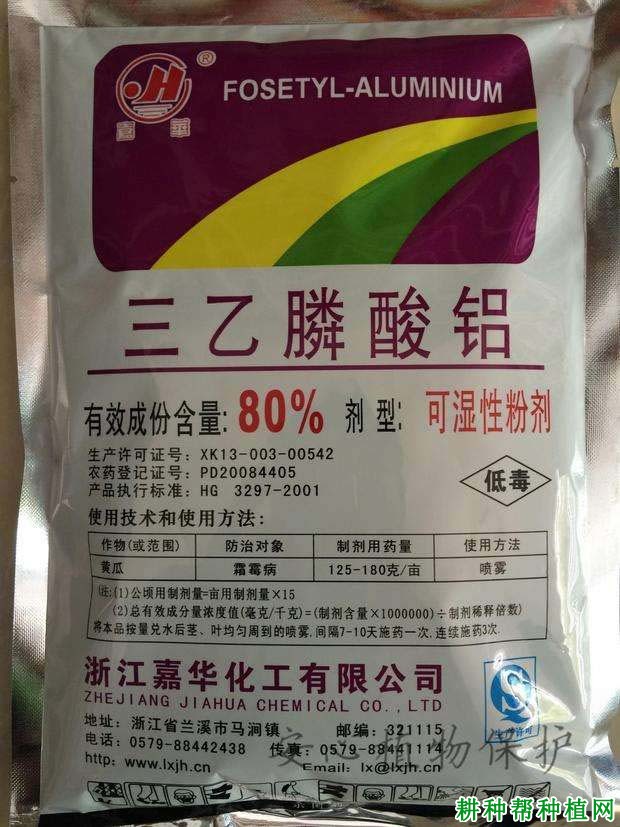 JH
®
嘉 华
FOSETYL-ALUMINIUM
三乙膦酸铝
有效成份含量: 80% 剂 型: 可湿性粉剂
生产许可证号: XK13-003-00542
农药登记证号: PD20084405
产品执行标准: HG 3297-2001
低毒
使用技术和使用方法:
作物(或范围) 防治对象 制剂用药量 使用方法
黄瓜 霜霉病 125-180克/亩 喷雾
注:(1)公顷用制剂量=亩用制剂量×15
(2)总有效成分量浓度值(毫克/千克)=(制剂含量×1000000)÷制剂稀释倍数)
将本品按量兑水后茎、叶均匀周到的喷雾,间隔7-10天施药一次,连续施药3次.
浙江嘉华化工有限公司
ZHEJIANG JIAHUA CHEMICAL CO.,LTD
地址: 浙江省兰溪市马涧镇 邮编: 321115
电话: 0579-88442438 传真: 0579-88441114
http: www.lxjh.cn Email: lx@lxjh.cn
生产许可
安心植物保护
耕种帮种植网